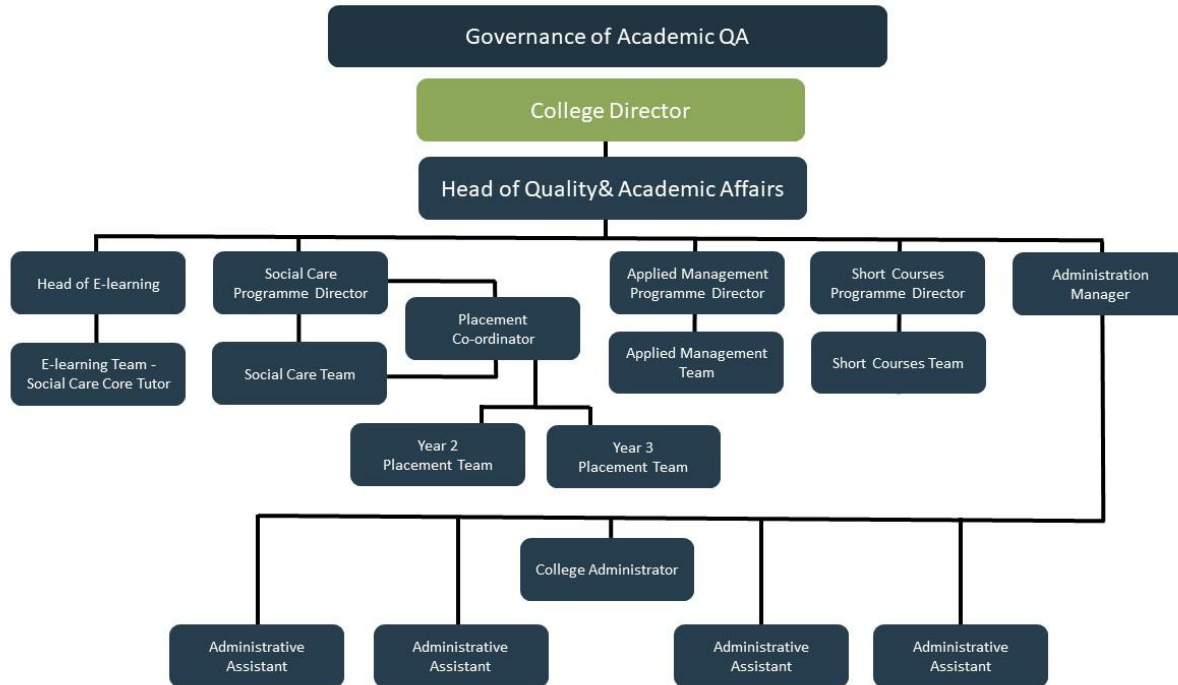 Governance of Academic QA
College Director
Head of Quality& Academic Affairs
Head of E-learning
Social Care
Programme Director
Applied Management
Programme Director
Short Courses
Programme Director
Administration
Manager
Placement
Co-ordinator
E-learning Team -
Social Care Core Tutor
Social Care Team
Applied Management
Team
Short Courses Team
Year 2
Placement Team
Year 3
Placement Team
College Administrator
Administrative
Assistant
Administrative
Assistant
Administrative
Assistant
Administrative
Assistant